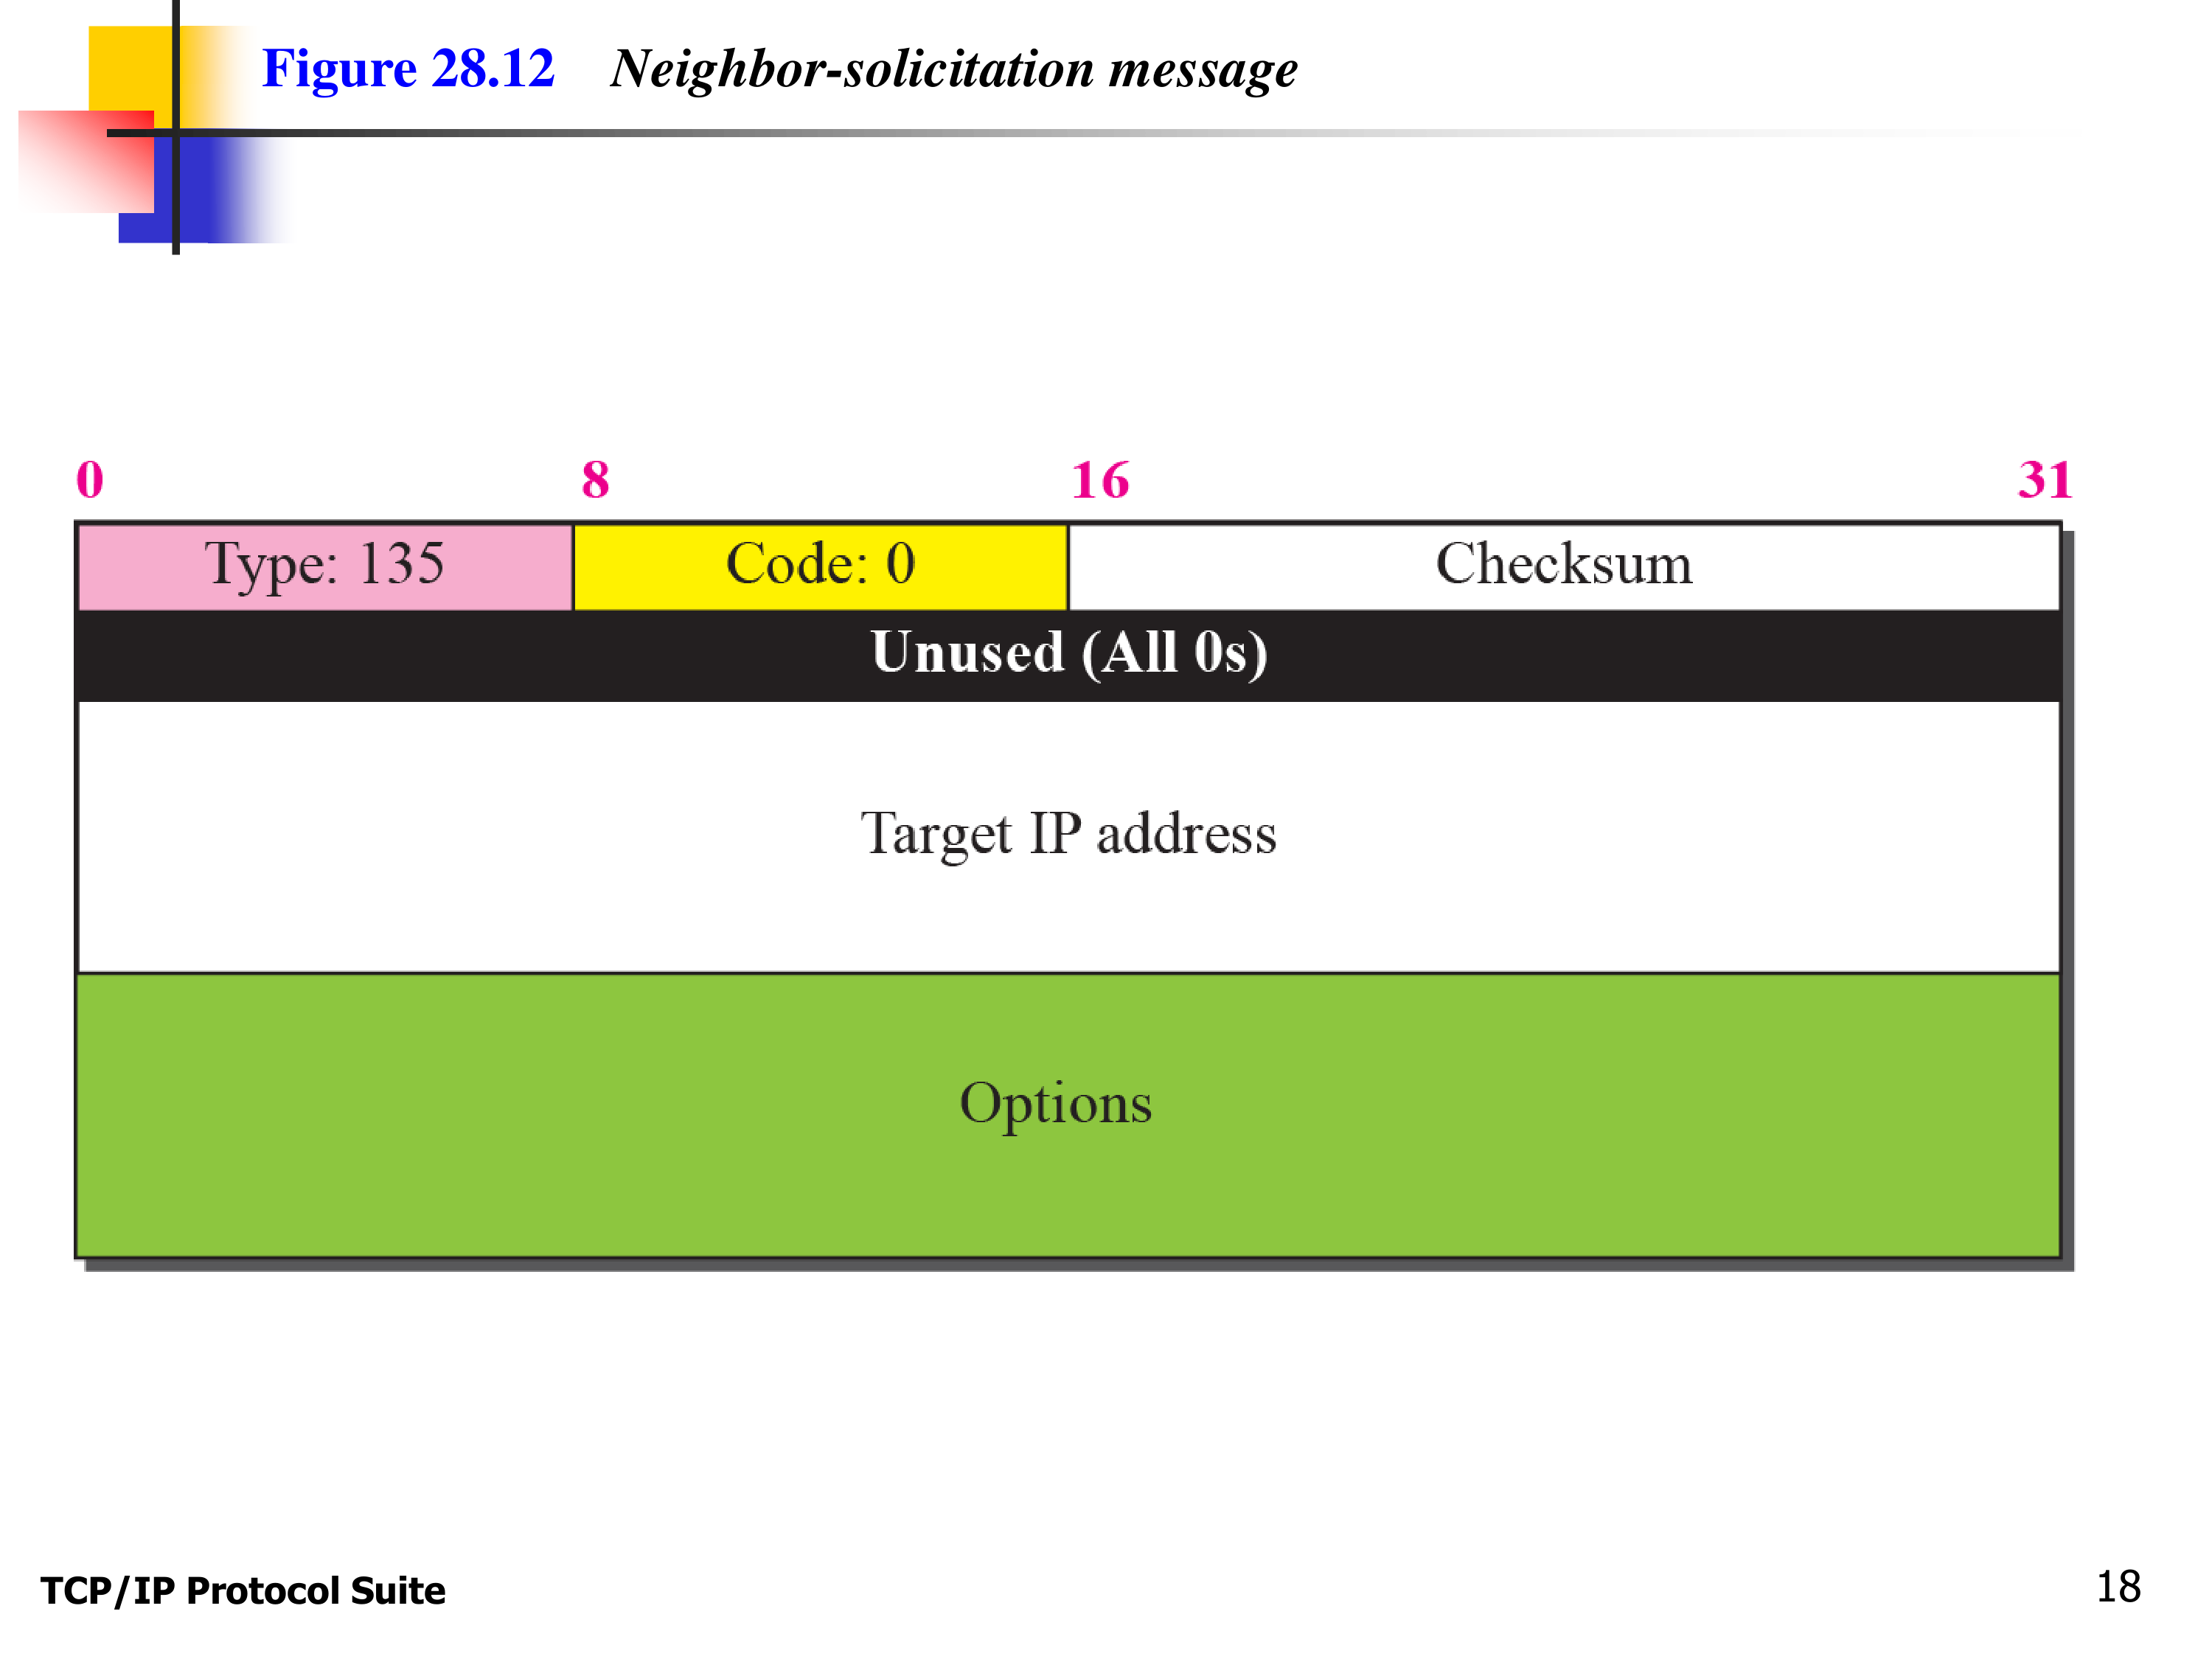 Figure 28.12 Neighbor-solicitation message
0 8 16 31
Type: 135 Code: 0 Checksum
Unused (All 0s)
Target IP address
Options
TCP/IP Protocol Suite 18